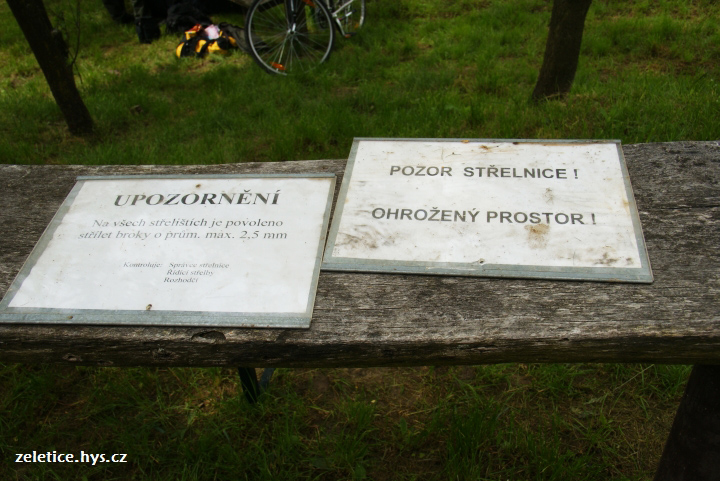 UPOZORNĚNÍ
Na všech střelištích je povoleno
střílet broky o prům. max. 2,5 mm
Kontroluje: Správce střelnice
Řídící střelby
Rozhodčí
POZOR STŘELNICE !
OHROŽENÝ PROSTOR !
zeletice.hys.cz